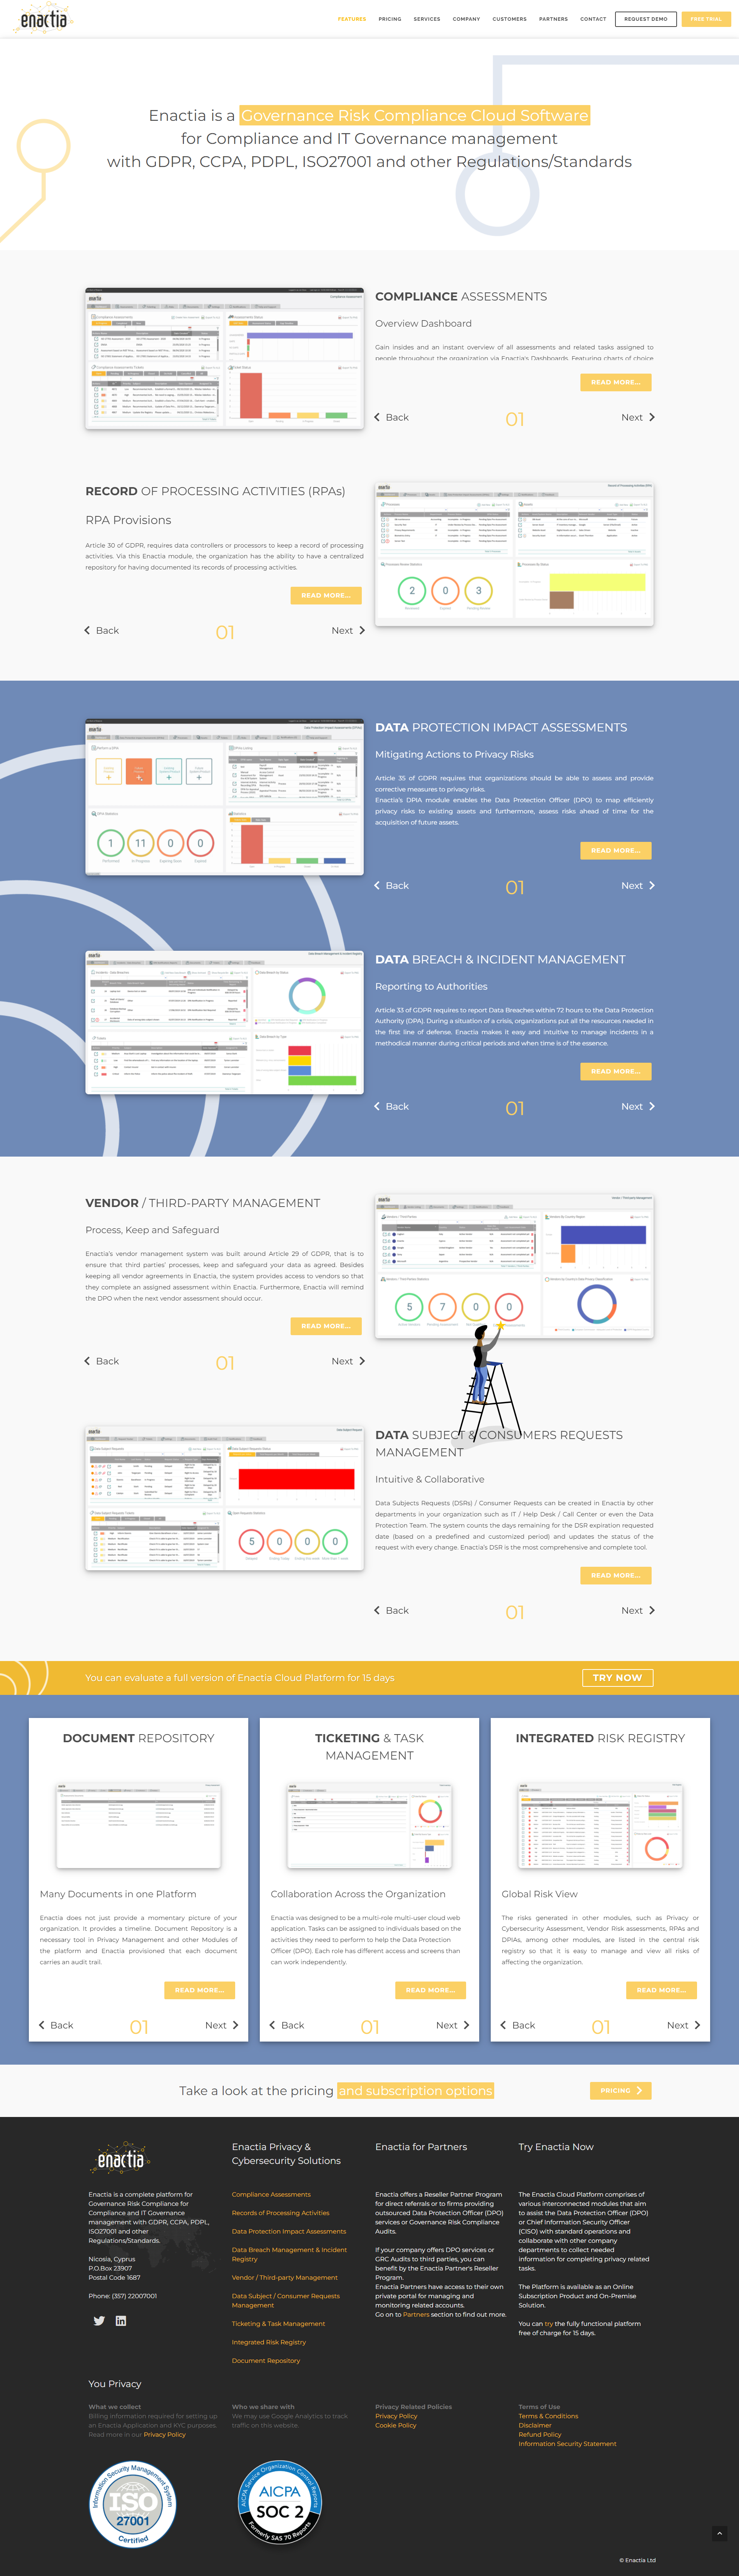 enactia
FEATURES
PRICING
SERVICES
COMPANY
CUSTOMERS
PARTNERS
CONTACT
REQUEST DEMO
FREE TRIAL
Enactia is a Governance Risk Compliance Cloud Software
for Compliance and IT Governance management
with GDPR, CCPA, PDPL, ISO27001 and other Regulations/Standards
COMPLIANCE ASSESSMENTS
Overview Dashboard
Gain insides and an instant overview of all assessments and related tasks assigned to
people throughout the organization via Enactia's Dashboards. Featuring charts of choice
READ MORE...
Back
01
Next
RECORD OF PROCESSING ACTIVITIES (RPAs)
RPA Provisions
Article 30 of GDPR, requires data controllers or processors to keep a record of processing
activities. Via this Enactia module, the organization has the ability to have a centralized
repository for having documented its records of processing activities.
READ MORE...
Back
01
Next
2
0
3
DATA PROTECTION IMPACT ASSESSMENTS
Mitigating Actions to Privacy Risks
Article 35 of GDPR requires that organizations should be able to assess and provide
corrective measures to privacy risks.
Enactia's DPIA module enables the Data Protection Officer (DPO) to map efficiently
privacy risks to existing assets and furthermore, assess risks ahead of time for the
acquisition of future assets.
READ MORE...
Back
01
Next
1
11
0
0
DATA BREACH & INCIDENT MANAGEMENT
Reporting to Authorities
Article 33 of GDPR requires to report Data Breaches within 72 hours to the Data Protection
Authority (DPA). During a situation of a crisis, organizations put all the resources needed in
the first line of defense. Enactia makes it easy and intuitive to manage incidents in a
methodical manner during critical periods and when time is of the essence.
READ MORE...
Back
01
Next
VENDOR / THIRD-PARTY MANAGEMENT
Process, Keep and Safeguard
Enactia's vendor management system was built around Article 29 of GDPR, that is to
ensure that third parties' processes, keep and safeguard your data as agreed. Besides
keeping all vendor agreements in Enactia, the system provides access to vendors so that
they complete an assigned assessment within Enactia. Furthermore, Enactia will remind
the DPO when the next vendor assessment should occur.
READ MORE...
Back
01
Next
5
7
0
0
DATA SUBJECT & CONSUMERS REQUESTS
MANAGEMENT
Intuitive & Collaborative
Data Subjects Requests (DSRs) / Consumer Requests can be created in Enactia by other
departments in your organization such as IT / Help Desk / Call Center or even the Data
Protection Team. The system counts the days remaining for the DSR expiration requested
date (based on a predefined and customized period) and updates the status of the
request with every change. Enactia's DSR is the most comprehensive and complete tool.
READ MORE...
Back
01
Next
5
0
0
0
You can evaluate a full version of Enactia Cloud Platform for 15 days
TRY NOW
DOCUMENT REPOSITORY
Many Documents in one Platform
Enactia does not just provide a momentary picture of your
organization. It provides a timeline. Document Repository is a
necessary tool in Privacy Management and other Modules of
the platform and Enactia provisioned that each document
carries an audit trail.
READ MORE...
Back
01
Next
TICKETING & TASK
MANAGEMENT
Collaboration Across the Organization
Enactia was designed to be a multi-role multi-user cloud web
application. Tasks can be assigned to individuals based on the
activities they need to perform to help the Data Protection
Officer (DPO). Each role has different access and screens than
can work independently.
READ MORE...
Back
01
Next
INTEGRATED RISK REGISTRY
Global Risk View
The risks generated in other modules, such as Privacy or
Cybersecurity Assessment, Vendor Risk assessments, RPAs and
DPIAs, among other modules, are listed in the central risk
registry so that it is easy to manage and view all risks of
affecting the organization.
READ MORE...
Back
01
Next
Take a look at the pricing and subscription options
PRICING
enactia
Enactia is a complete platform for
Governance Risk Compliance for
Compliance and IT Governance
management with GDPR, CCPA, PDPL,
ISO27001 and other
Regulations/Standards.
Nicosia, Cyprus
P.O.Box 23907
Postal Code 1687
Phone: (357) 22007001
Enactia Privacy &
Cybersecurity Solutions
Compliance Assessments
Records of Processing Activities
Data Protection Impact Assessments
Data Breach Management & Incident
Registry
Vendor / Third-party Management
Data Subject / Consumer Requests
Management
Ticketing & Task Management
Integrated Risk Registry
Document Repository
Enactia for Partners
Enactia offers a Reseller Partner Program
for direct referrals or to firms providing
outsourced Data Protection Officer (DPO)
services or Governance Risk Compliance
Audits.
If your company offers DPO services or
GRC Audits to third parties, you can
benefit by the Enactia Partner's Reseller
Program.
Enactia Partners have access to their own
private portal for managing and
monitoring related accounts.
Go on to Partners section to find out more.
Try Enactia Now
The Enactia Cloud Platform comprises of
various interconnected modules that aim
to assist the Data Protection Officer (DPO)
or Chief Information Security Officer
(CISO) with standard operations and
collaborate with other company
departments to collect needed
information for completing privacy related
tasks.
The Platform is available as an Online
Subscription Product and On-Premise
Solution.
You can try the fully functional platform
free of charge for 15 days.
You Privacy
What we collect
Billing information required for setting up
an Enactia Application and KYC purposes.
Read more in our Privacy Policy
Who we share with
We may use Google Analytics to track
traffic on this website.
Privacy Related Policies
Privacy Policy
Cookie Policy
Terms of Use
Terms & Conditions
Disclaimer
Refund Policy
Information Security Statement
Information Security Management System
ISO
27001
Certified
AICPA Service Organization Control Reports
AICPA
SOC 2
Formerly SAS 70 Reports
© Enactia Ltd